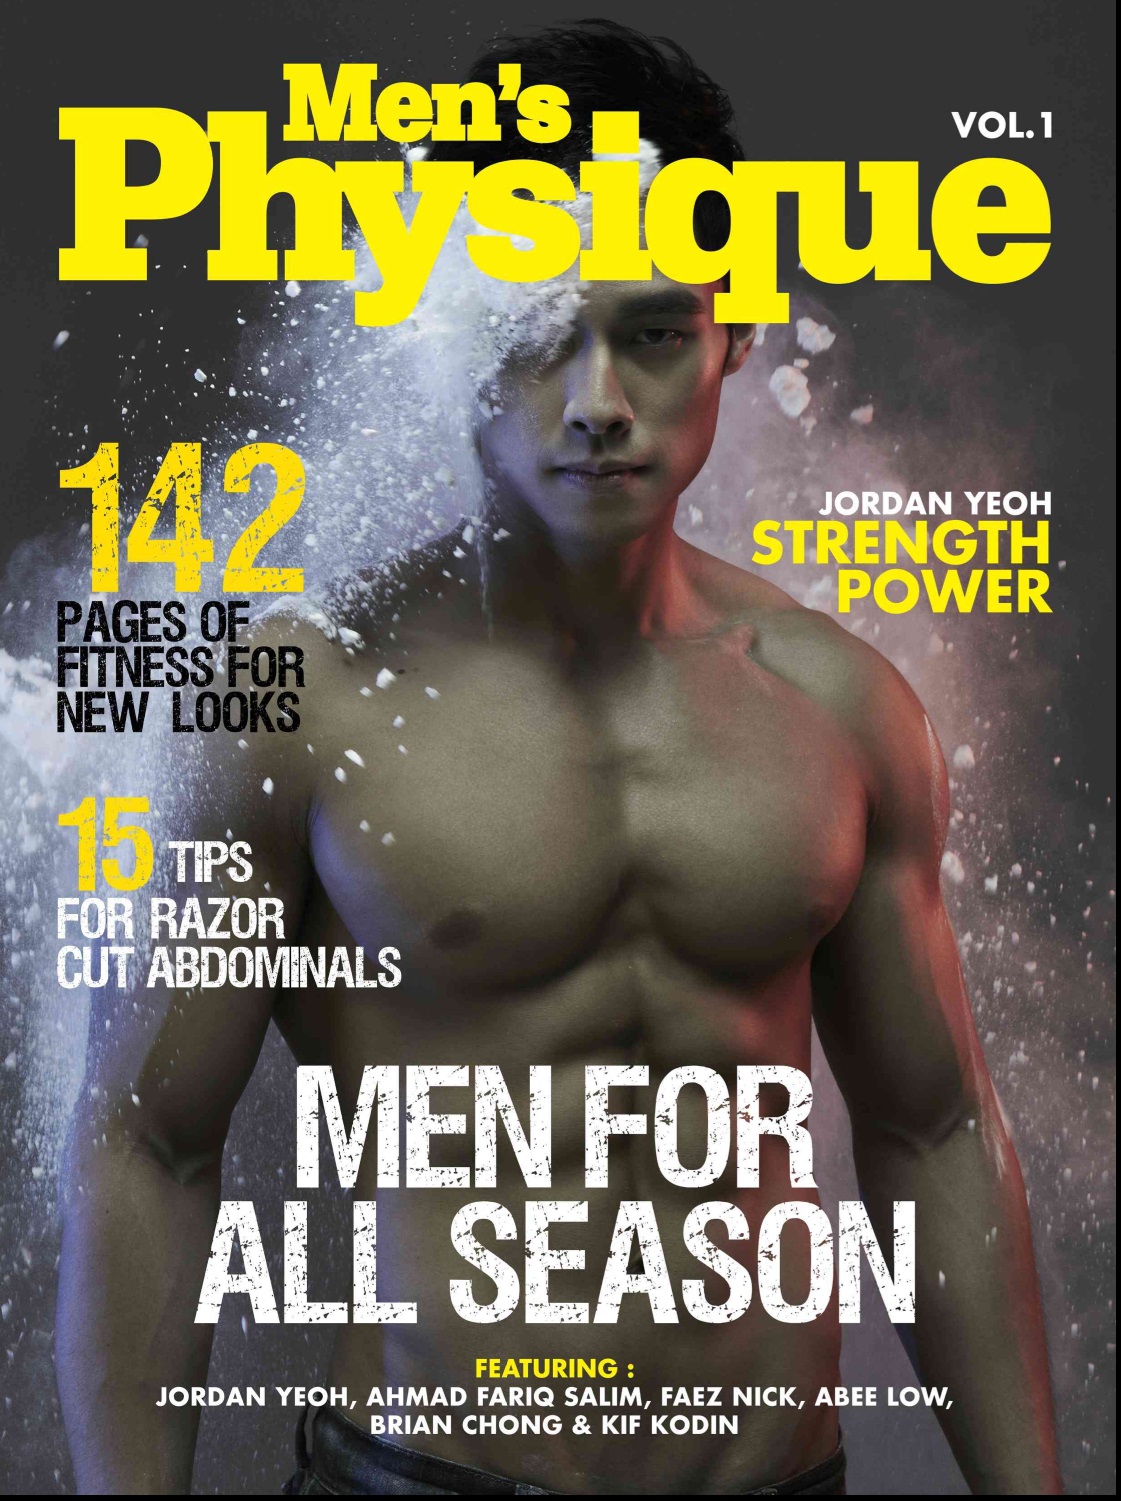 Men's
Physique
VOL.1
142
PAGES OF
FITNESS FOR
NEW LOOKS
JORDAN YEOH
STRENGTH
POWER
15 TIPS
FOR RAZOR
CUT ABDOMINALS
MEN FOR
ALL SEASON
FEATURING :
JORDAN YEOH, AHMAD FARIQ SALIM, FAEZ NICK, ABEE LOW,
BRIAN CHONG & KIF KODIN